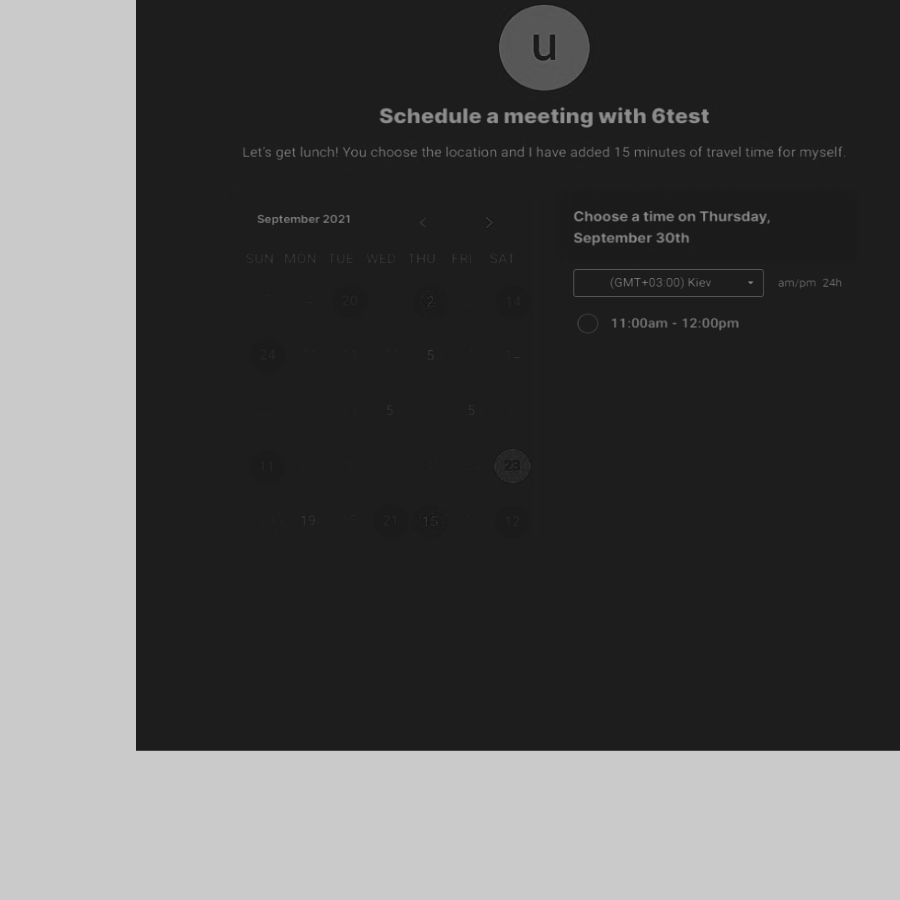 u
Schedule a meeting with 6test
Let's get lunch! You choose the location and I have added 15 minutes of travel time for myself.
September 2021
SUN MON TUE WED THU FRI SAT
20 2 14
24 5
5 5
11 23
19 21 15 12
Choose a time on Thursday,
September 30th
(GMT+03:00) Kiev
am/pm 24h
11:00am - 12:00pm